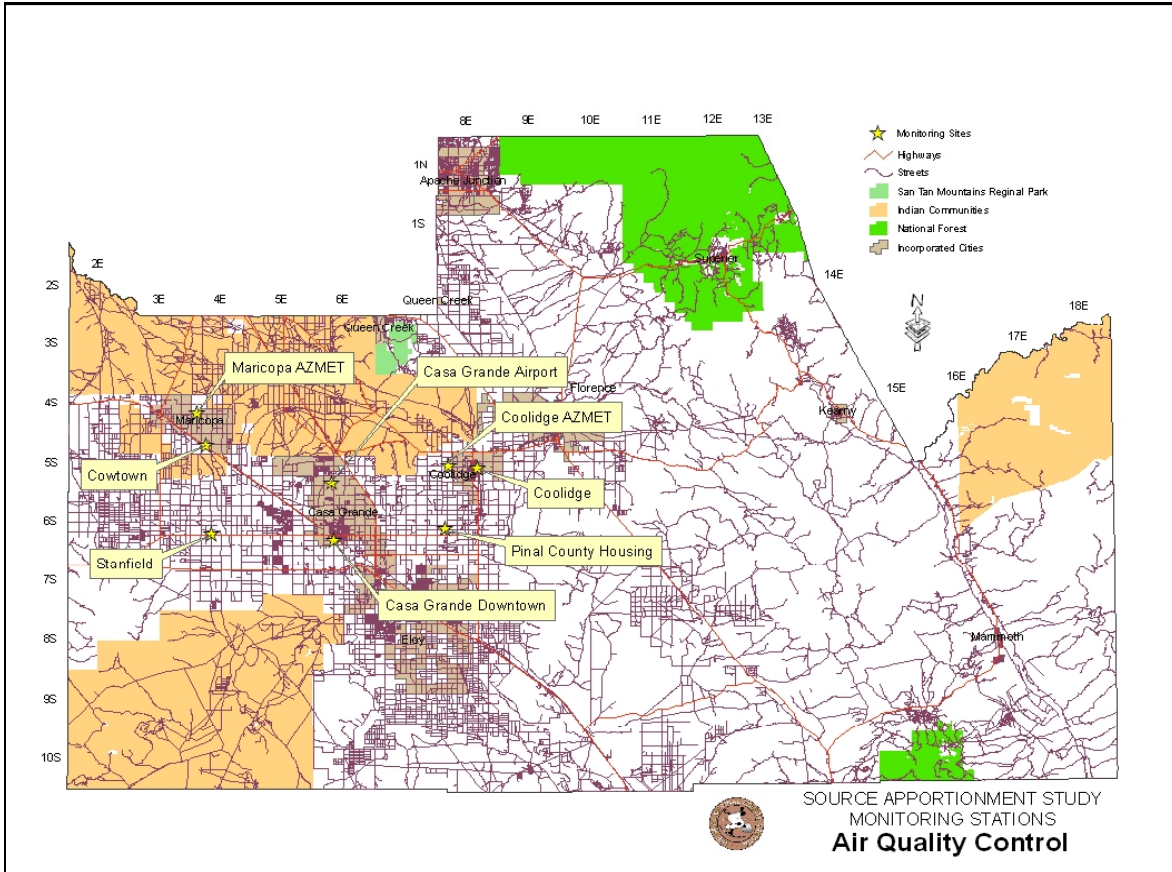 8E 9E 10E 11E 12E 13E
Monitoring Sites
Highways
Streets
San Tan Mountains Reginal Park
Indian Communities
National Forest
Incorporated Cities
1N
Apache Junction
1S
2E
Superior
14E
2S
3E 4E 5E 6E
Queen Creek
18E
N
Queen Creek
17E
3S
Maricopa AZMET
Casa Grande Airport
16E
15E
Florence
4S
Coolidge AZMET
Kearny
Maricopa
5S
Cowtown
Coolidge
Coolidge
6S
Casa Grande
Stanfield
Pinal County Housing
7S
Casa Grande Downtown
8S
Eloy
Mammoth
9S
10S
SOURCE APPORTIONMENT STUDY
MONITORING STATIONS
Air Quality Control